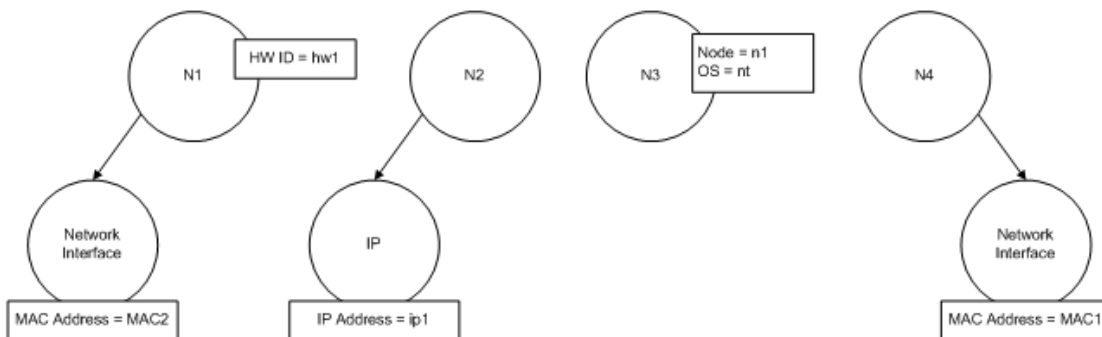 N1
HW ID = hw1
N2
N3
Node = n1
OS = nt
N4
Network
Interface
MAC Address = MAC2
IP
IP Address = ip1
Network
Interface
MAC Address = MAC1